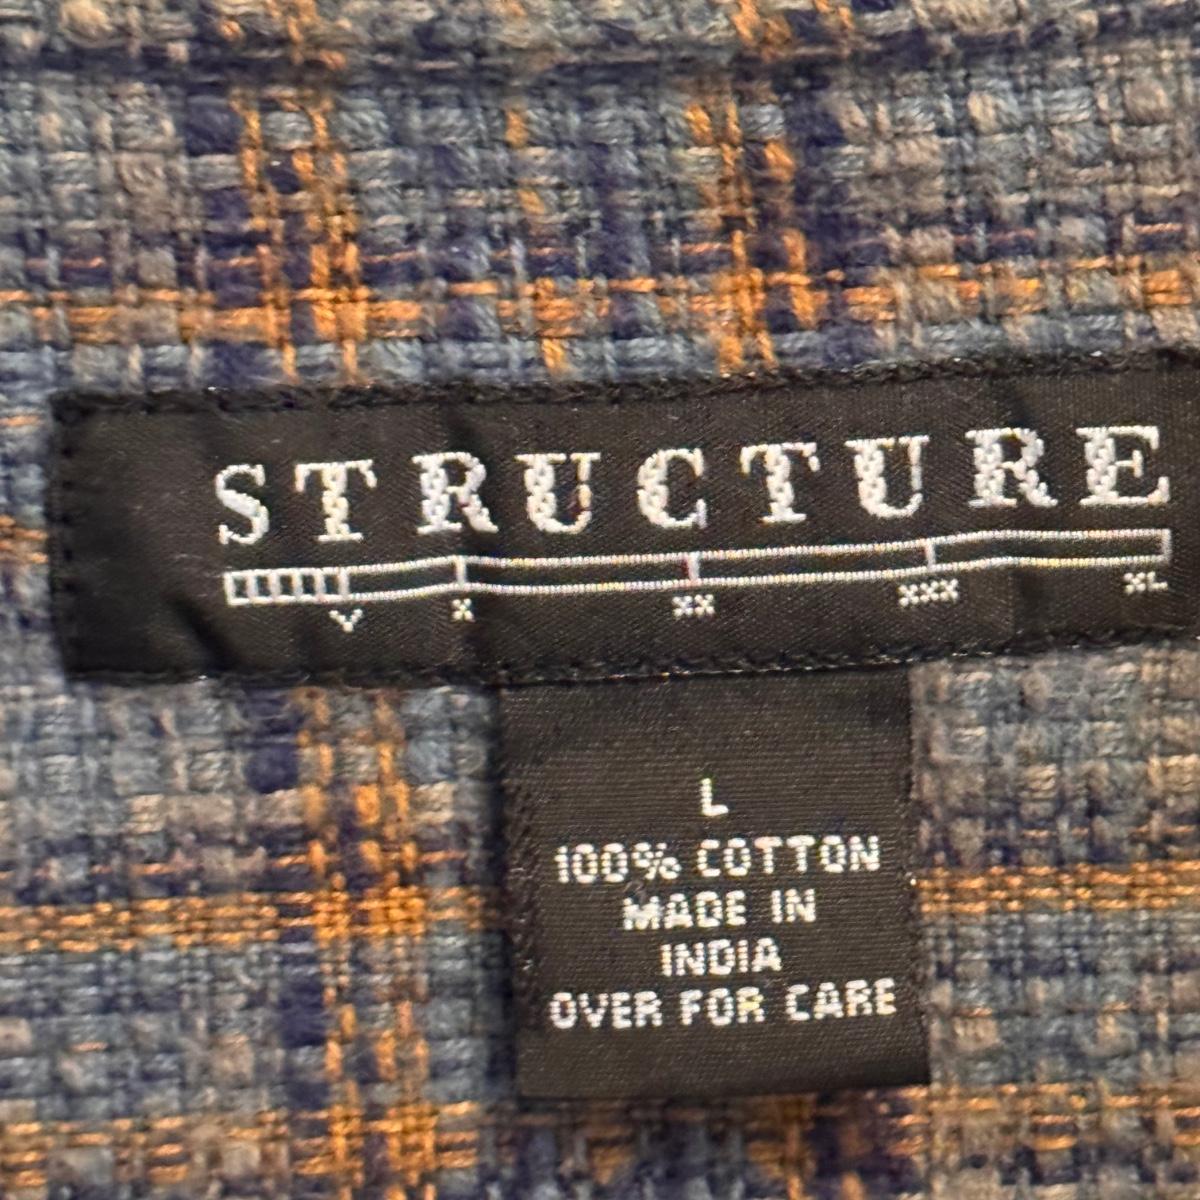 STRUCTURE
V X XX XXX XL
L
100% COTTON
MADE IN
INDIA
OVER FOR CARE